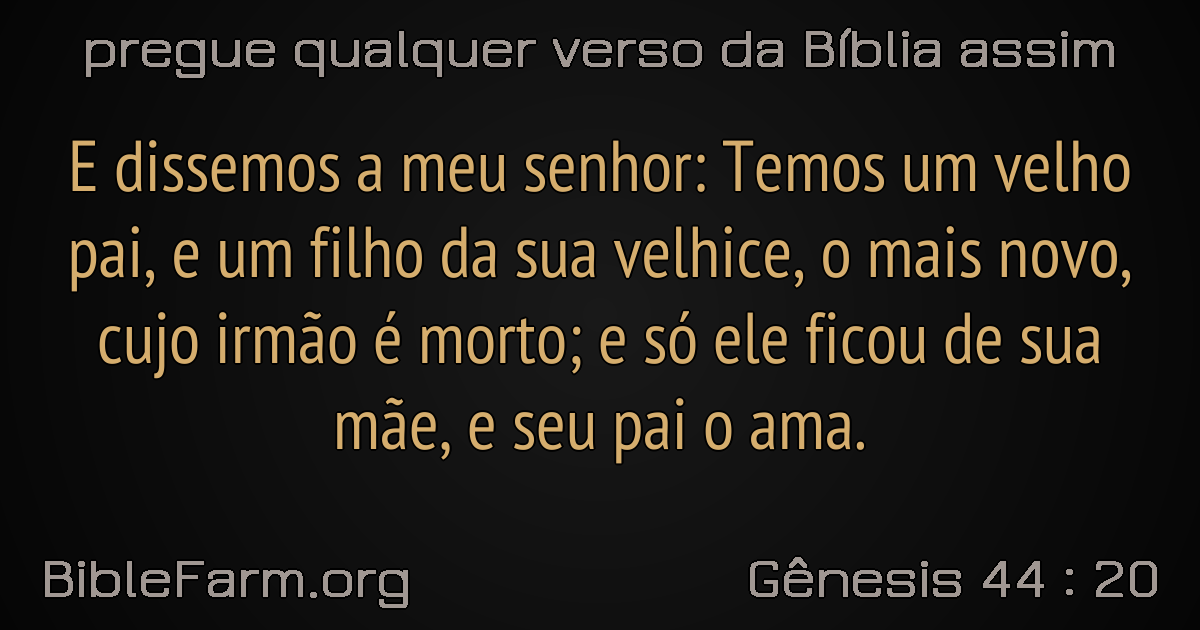 pregue qualquer verso da Bíblia assim
E dissemos a meu senhor: Temos um velho
pai, e um filho da sua velhice, o mais novo,
cujo irmão é morto; e só ele ficou de sua
mãe, e seu pai o ama.
BibleFarm.org
Gênesis 44 : 20